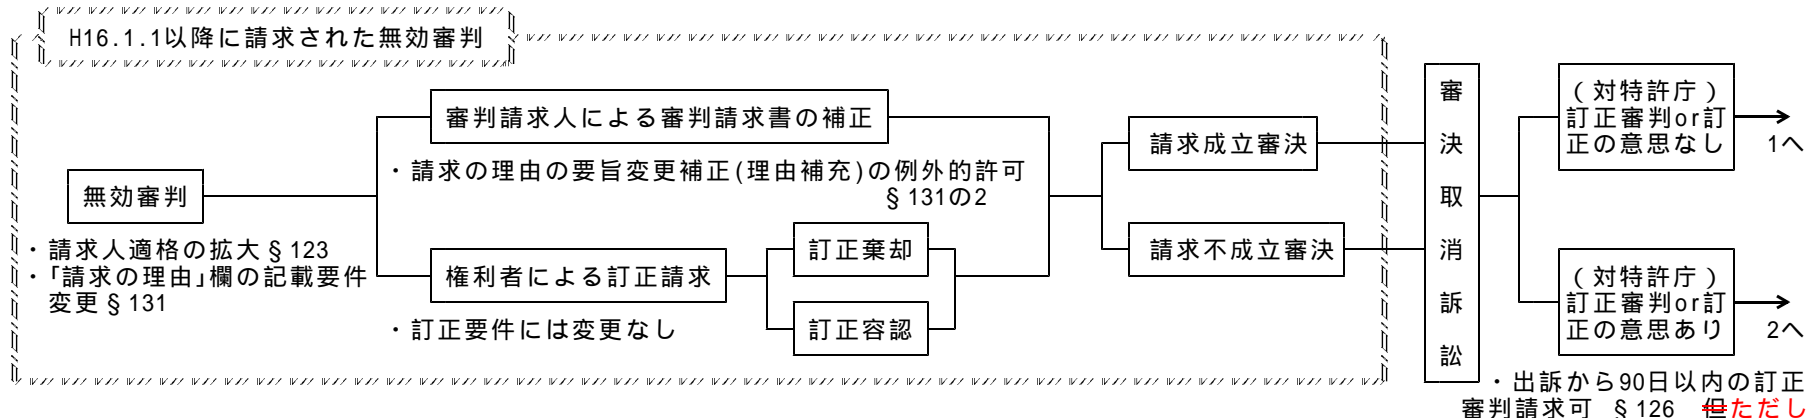 H16.1.1以降に請求された無効審判
無効審判
・請求人適格の拡大§123
・｢請求の理由｣欄の記載要件
変更§131
審判請求人による審判請求書の補正
・請求の理由の要旨変更補正(理由補充)の例外的許可
§131の2
権利者による訂正請求
・訂正要件には変更なし
訂正棄却
訂正容認
請求成立審決
請求不成立審決
審決取消訴訟
(対特許庁)
訂正審判or訂
正の意思なし
1へ
(対特許庁)
訂正審判or訂
正の意思あり
2へ
・出訴から90日以内の訂正
審判請求可 §126 但ただし